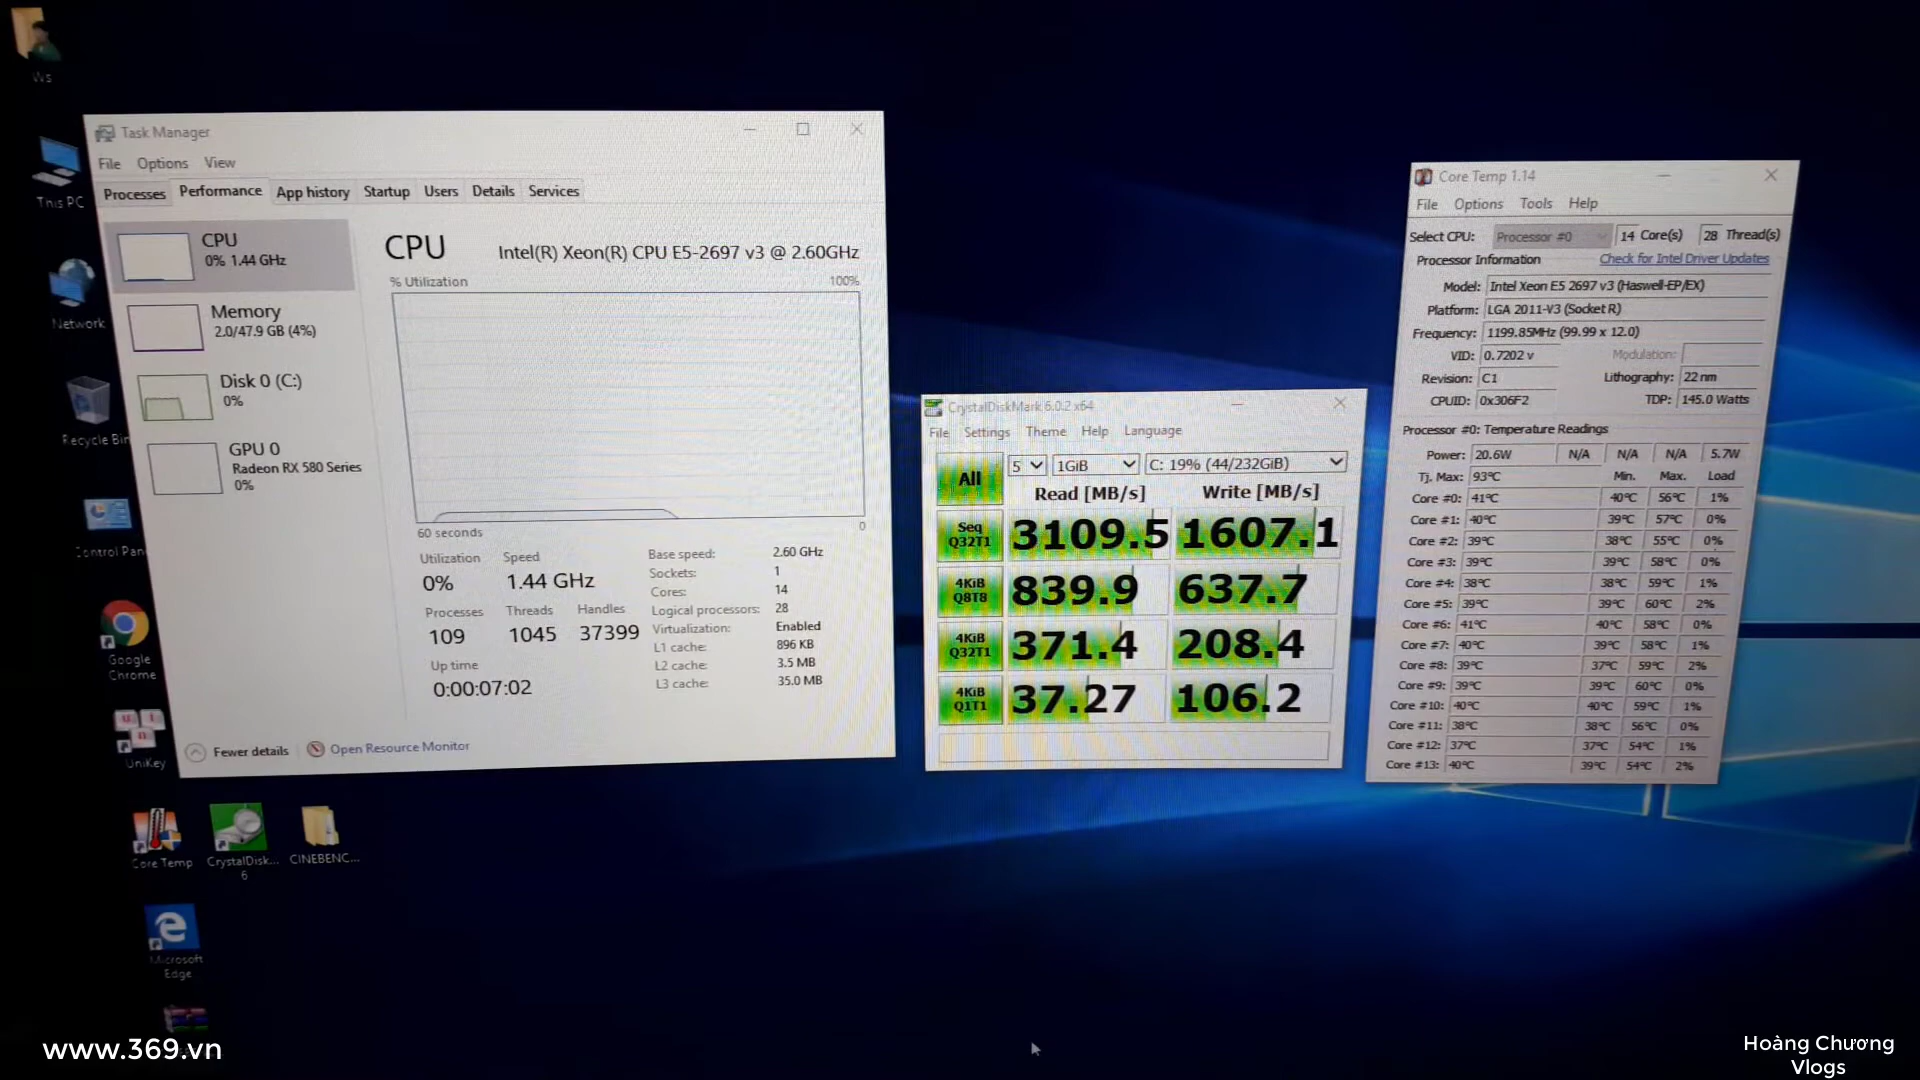 Ws
This PC
Network
Recycle Bin
Control Pan
Google
Chrome
UniKey
Core Temp
CrystalDisk...
6
CINEBENC...
Microsoft
Edge
Task Manager
File Options View
Processes Performance App history Startup Users Details Services
CPU
0% 1.44 GHz
Memory
2.0/47.9 GB (4%)
Disk 0 (C:)
0%
GPU 0
Radeon RX 580 Series
0%
CPU Intel(R) Xeon(R) CPU E5-2697 v3 @ 2.60GHz
% Utilization 100%
60 seconds 0
Utilization Speed
0% 1.44 GHz
Processes Threads Handles
109 1045 37399
Up time
0:00:07:02
Base speed: 2.60 GHz
Sockets: 1
Cores: 14
Logical processors: 28
Virtualization: Enabled
L1 cache: 896 KB
L2 cache: 3.5 MB
L3 cache: 35.0 MB
Fewer details Open Resource Monitor
CrystalDiskMark 6.0.2 x64
File Settings Theme Help Language
All 5 1GiB C: 19% (44/232GiB)
Read [MB/s] Write [MB/s]
Seq
Q32T1 3109.5 1607.1
4KiB
Q8T8 839.9 637.7
4KiB
Q32T1 371.4 208.4
4KiB
Q1T1 37.27 106.2
Core Temp 1.14
File Options Tools Help
Select CPU: Processor #0 14 Core(s) 28 Thread(s)
Processor Information Check for Intel Driver Updates
Model: Intel Xeon E5 2697 v3 (Haswell-EP/EX)
Platform: LGA 2011-V3 (Socket R)
Frequency: 1199.85MHz (99.99 x 12.0)
VID: 0.7202 v Modulation:
Revision: C1 Lithography: 22 nm
CPUID: 0x306F2 TDP: 145.0 Watts
Processor #0: Temperature Readings
Power: 20.6W N/A N/A N/A 5.7W
Tj. Max: 93°C Min. Max. Load
Core #0: 41°C 40°C 56°C 1%
Core #1: 40°C 39°C 57°C 0%
Core #2: 39°C 38°C 55°C 0%
Core #3: 39°C 39°C 58°C 0%
Core #4: 38°C 38°C 59°C 1%
Core #5: 39°C 39°C 60°C 2%
Core #6: 41°C 40°C 58°C 0%
Core #7: 40°C 39°C 58°C 1%
Core #8: 39°C 37°C 59°C 2%
Core #9: 39°C 39°C 60°C 0%
Core #10: 40°C 40°C 59°C 1%
Core #11: 38°C 38°C 56°C 0%
Core #12: 37°C 37°C 54°C 1%
Core #13: 40°C 39°C 54°C 2%
www.369.vn
Hoàng Chương
Vlogs